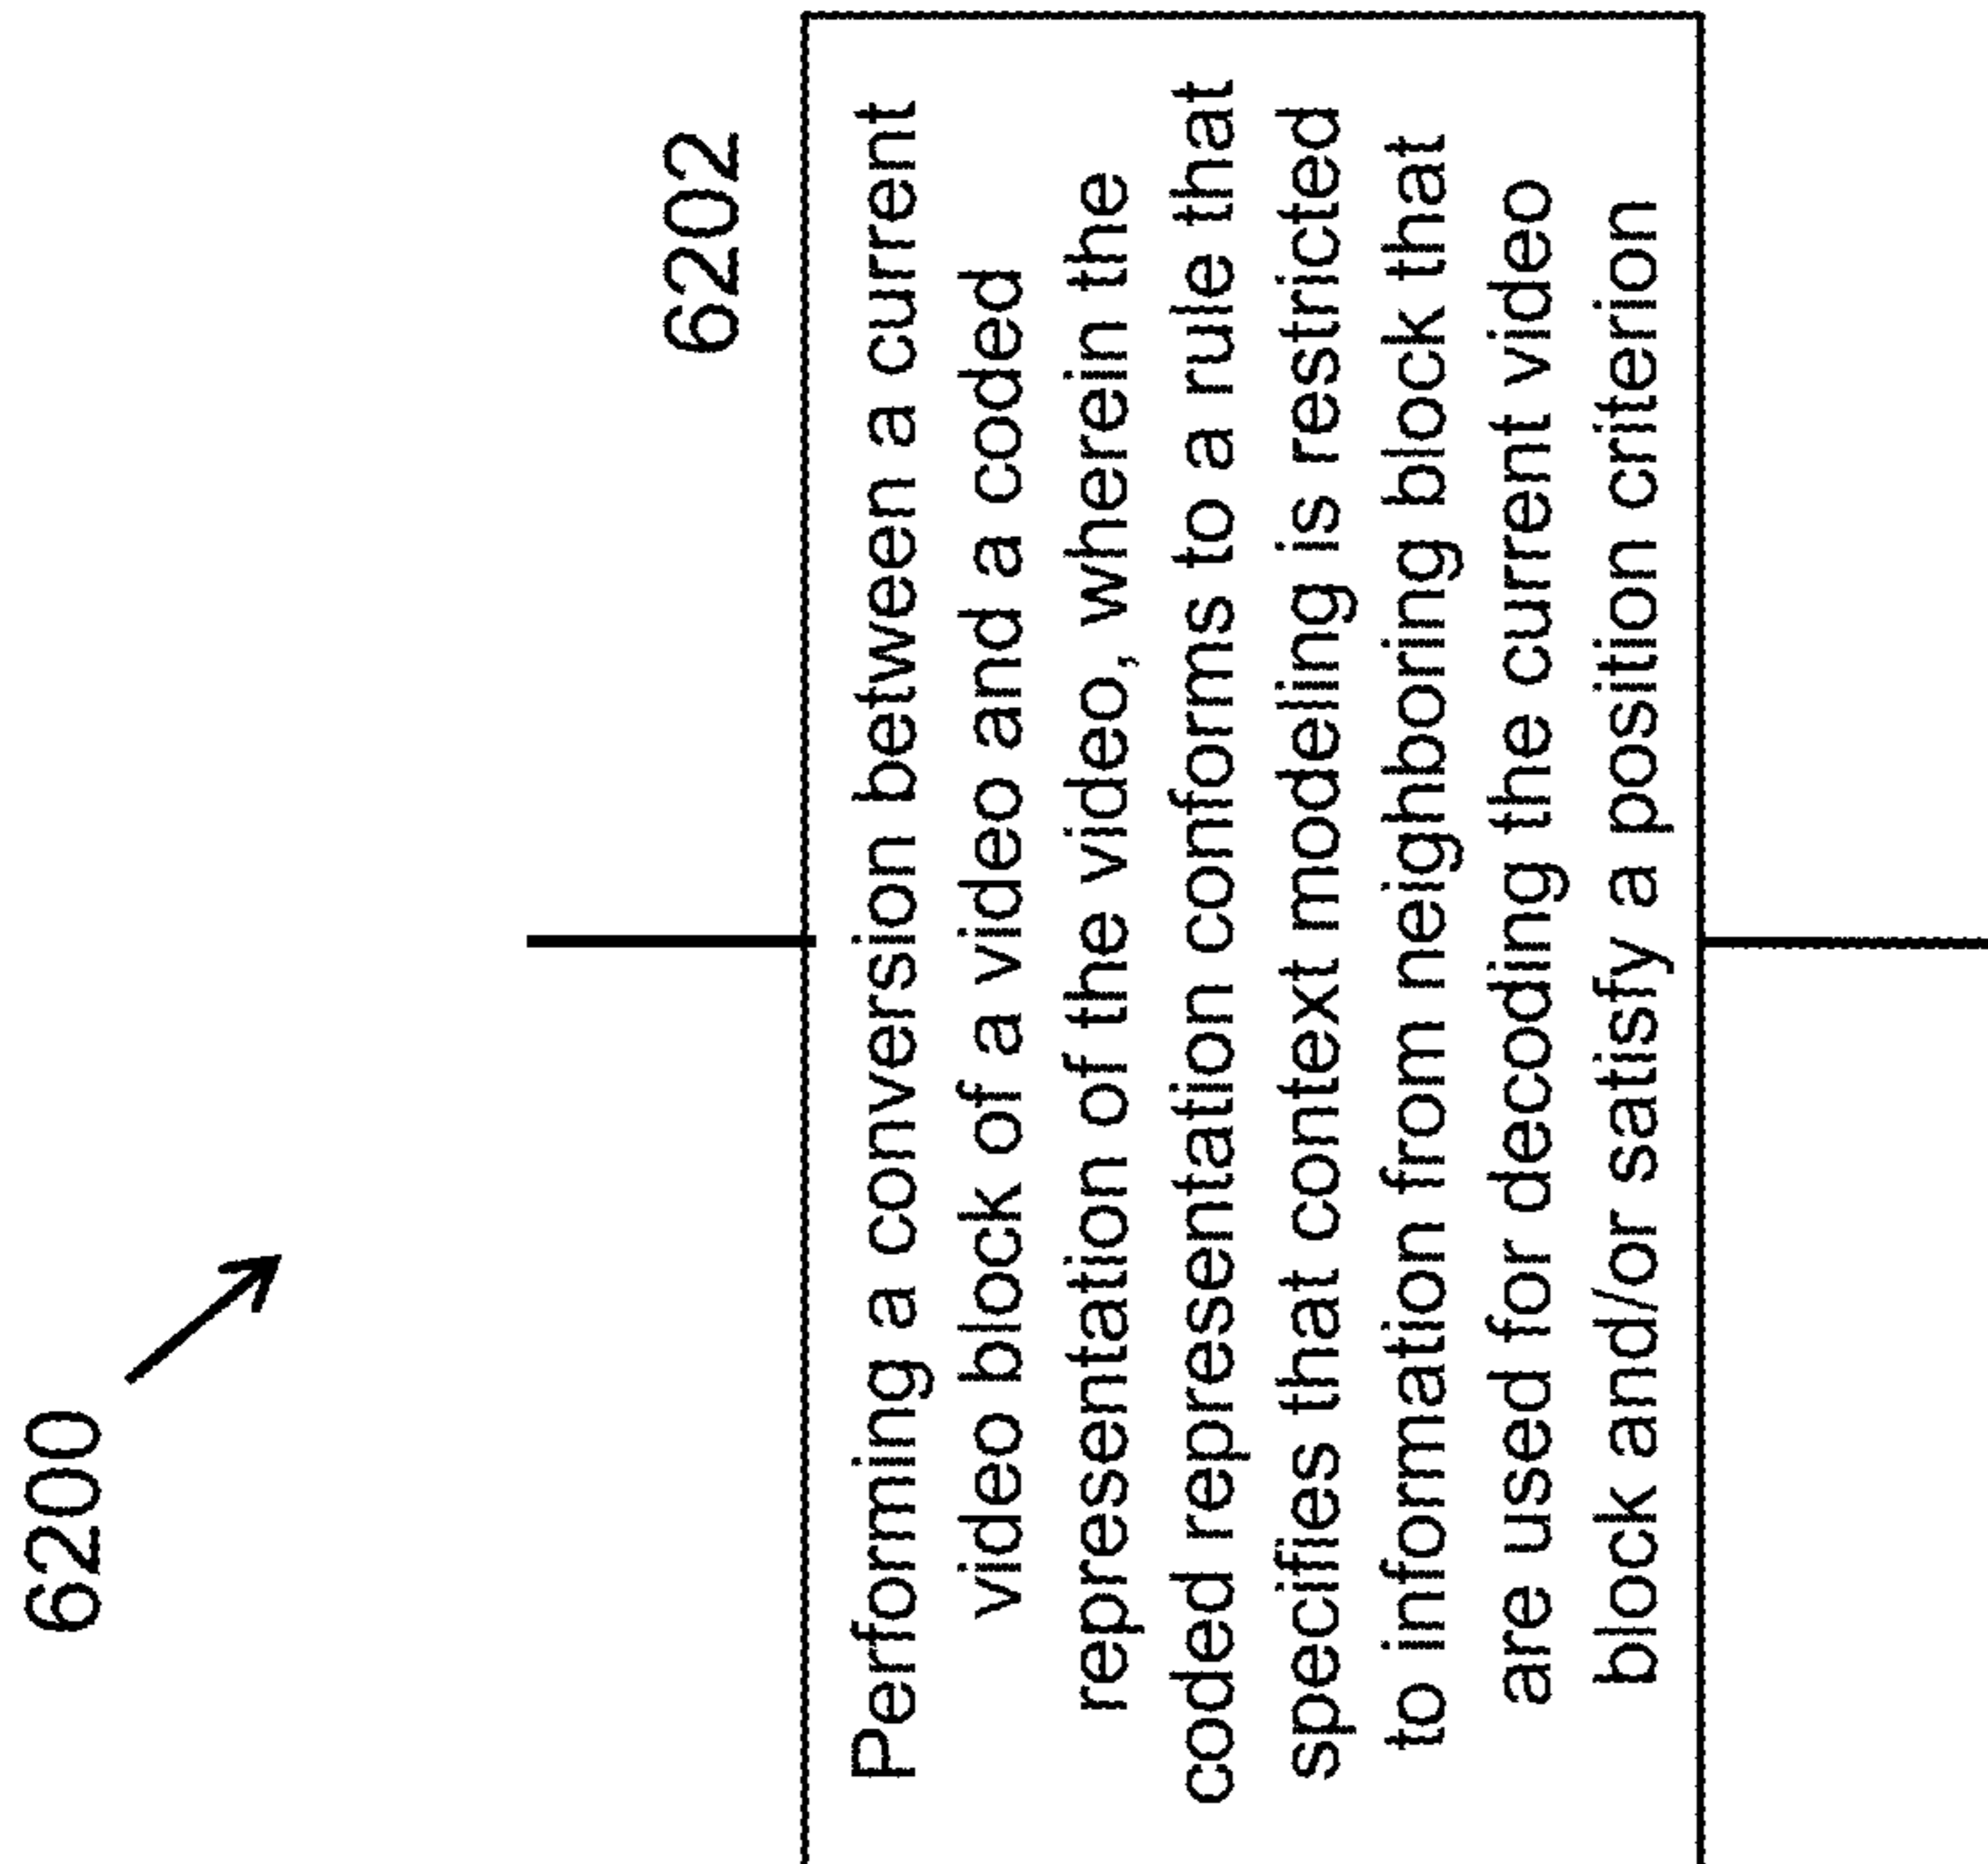 6200
6202
Performing a conversion between a current
video block of a video and a coded
representation of the video, wherein the
coded representation conforms to a rule that
specifies that context modeling is restricted
to information from neighboring block that
are used for decoding the current video
block and/or satisfy a position criterion